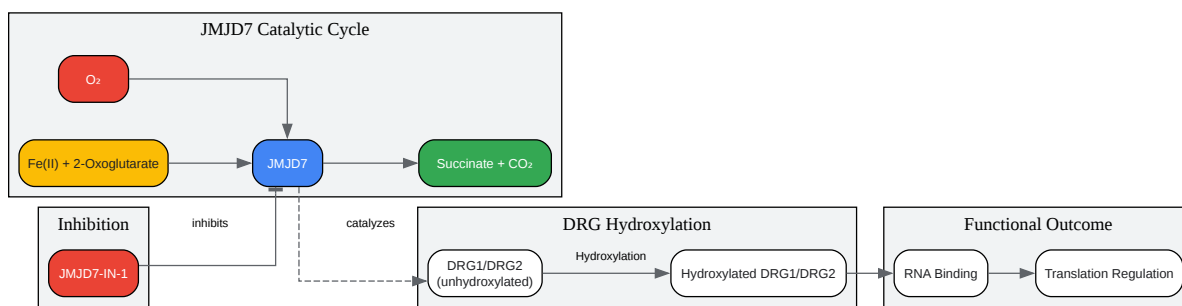 JMJD7 Catalytic Cycle
O₂
Fe(II) + 2-Oxoglutarate
JMJD7
Succinate + CO₂
Inhibition
inhibits
catalyzes
DRG Hydroxylation
Functional Outcome
JMJD7-IN-1
DRG1/DRG2
(unhydroxylated)
Hydroxylation
Hydroxylated DRG1/DRG2
RNA Binding
Translation Regulation